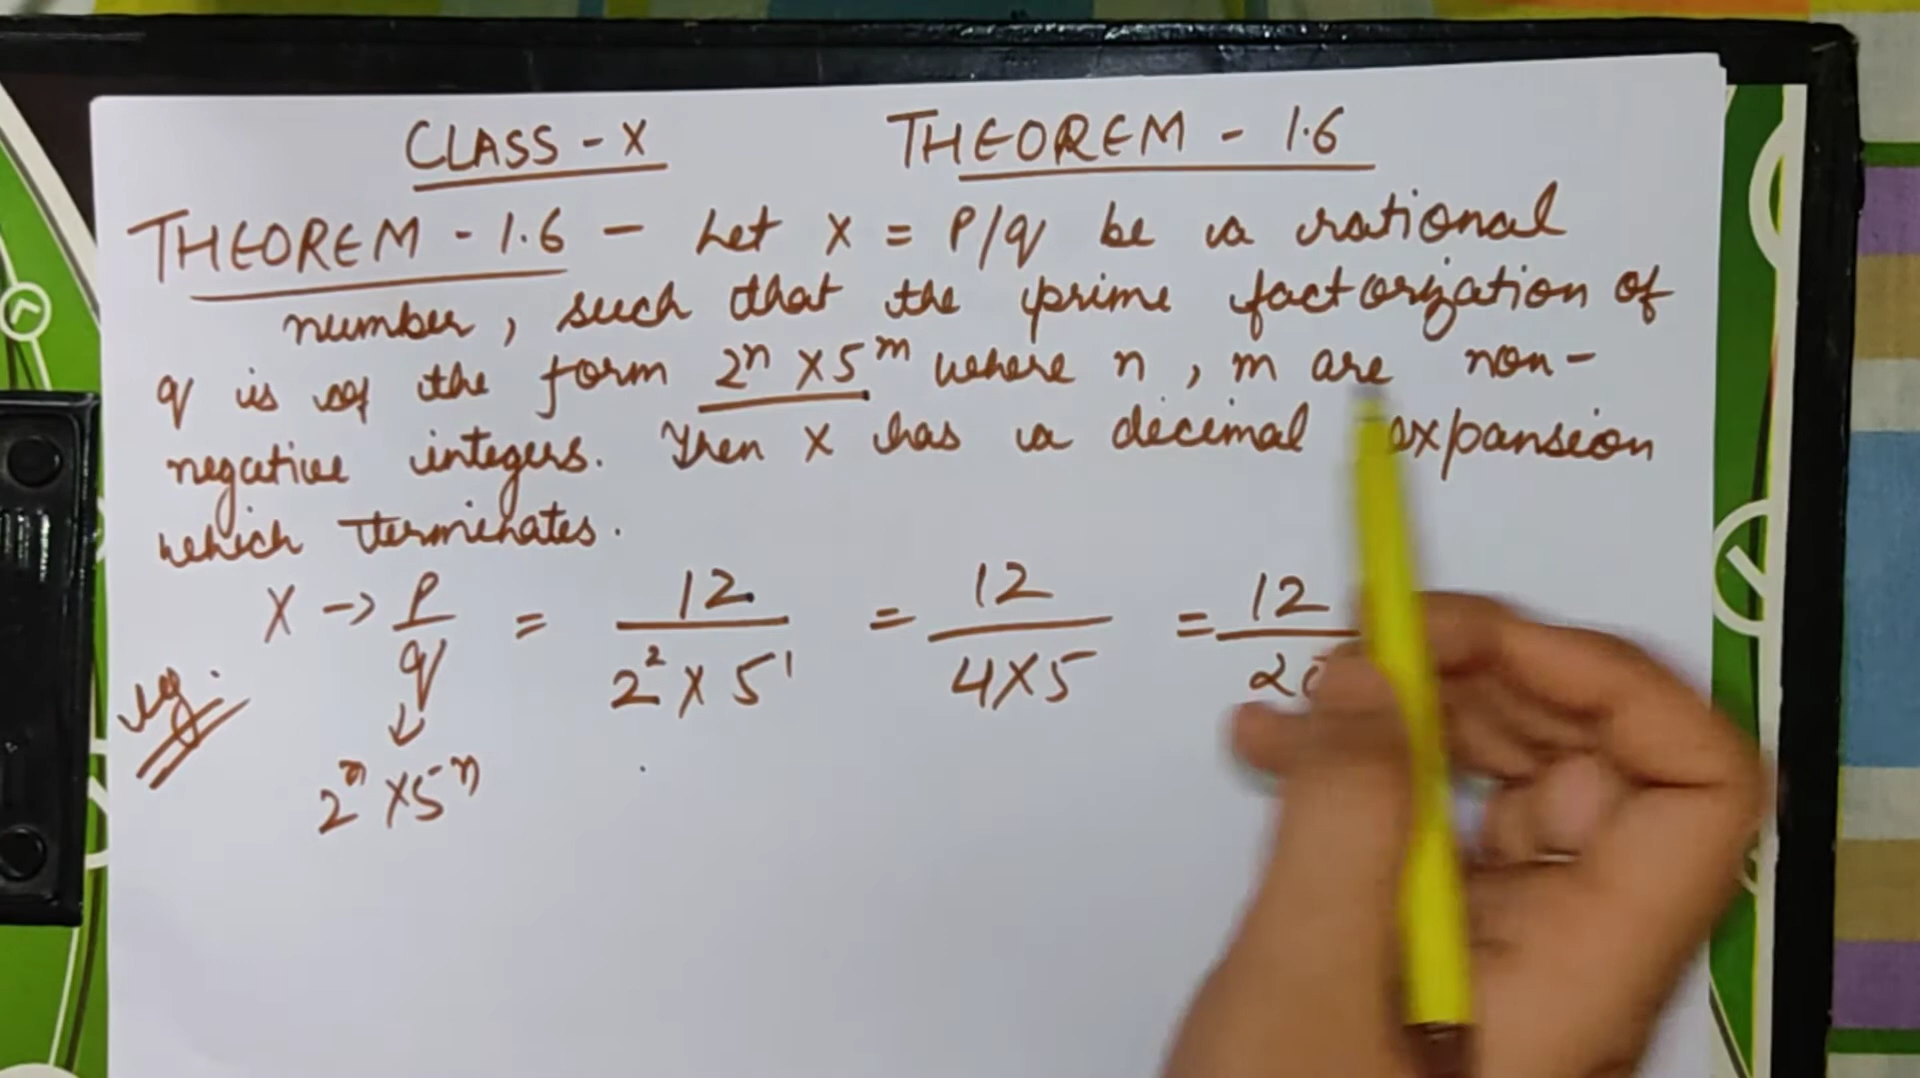 CLASS - X THEOREM - 1.6
THEOREM - 1.6 - Let X = P/q be a rational
number, such that the prime factorization of
q is of the form 2ⁿ X 5ᵐ where n, m are non-
negative integers. Then X has a decimal expansion
which terminates.
eg. X → p/q = 12/(2² X 5¹) = 12/(4X5) = 12/20
↓
2ⁿ X 5ⁿ